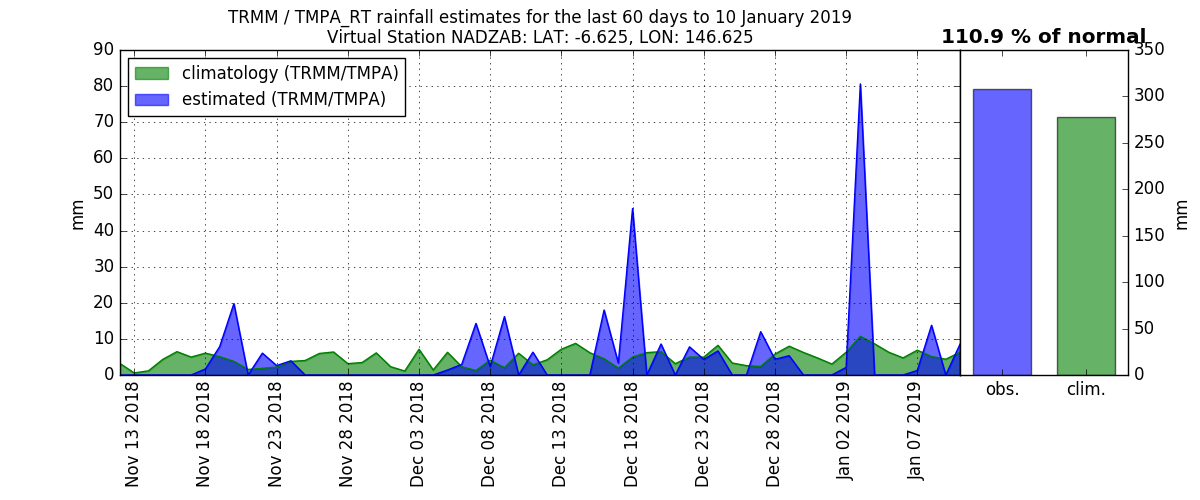 TRMM / TMPA_RT rainfall estimates for the last 60 days to 10 January 2019
Virtual Station NADZAB: LAT: -6.625, LON: 146.625
110.9 % of normal
climatology (TRMM/TMPA)
estimated (TRMM/TMPA)
mm
90
80
70
60
50
40
30
20
10
0
Nov 13 2018
Nov 18 2018
Nov 23 2018
Nov 28 2018
Dec 03 2018
Dec 08 2018
Dec 13 2018
Dec 18 2018
Dec 23 2018
Dec 28 2018
Jan 02 2019
Jan 07 2019
obs.
clim.
350
300
250
200
150
100
50
0
mm